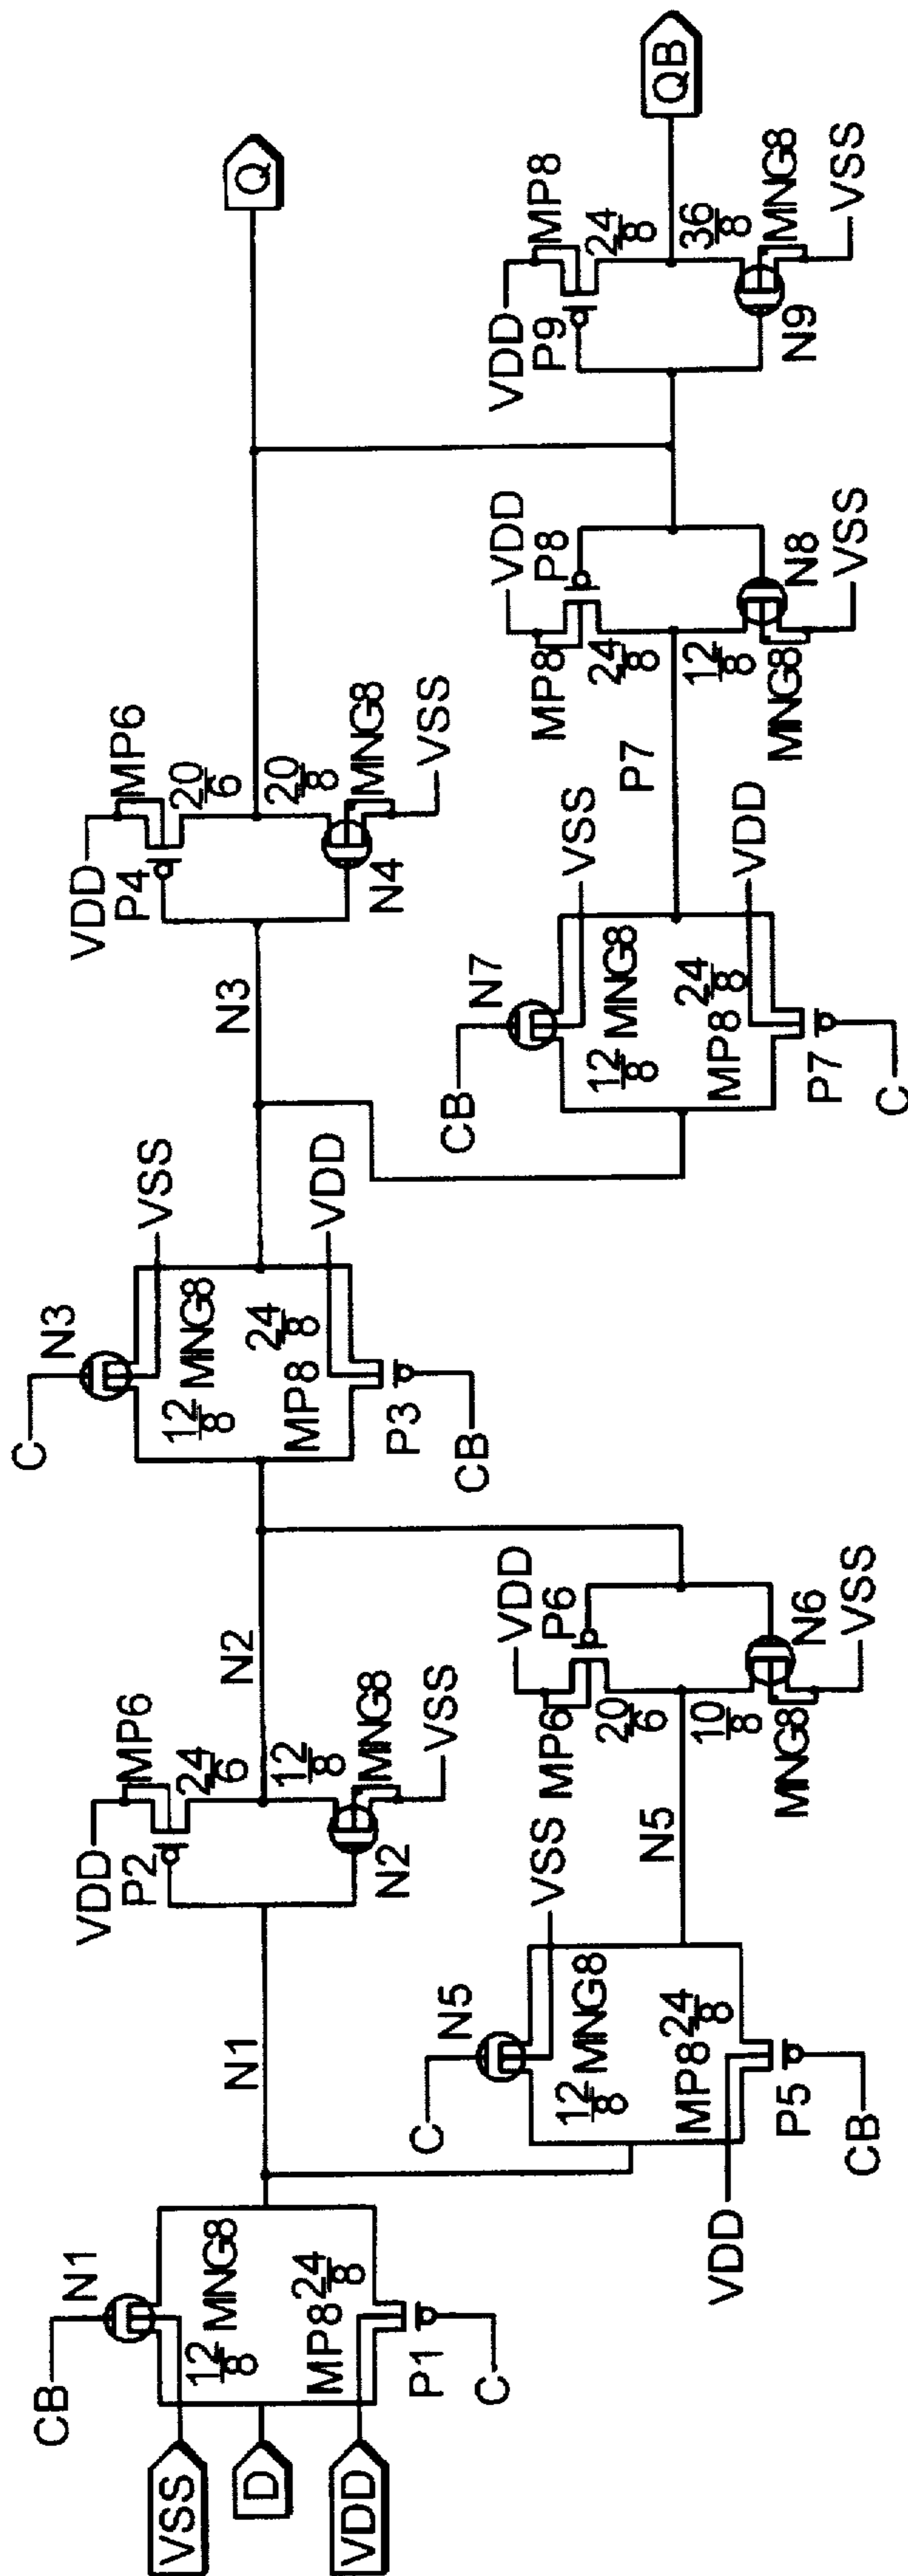 CB
N1
VSS
12/8
MNG8
D
VDD
MP8
24/8
P1
C
N1
VDD
MP6
P2
24/6
12/8
N2
MNG8
VSS
C
N5
VSS
12/8
MNG8
MP8
24/8
VDD
P5
CB
N5
VDD
P6
MP6
20/6
10/8
MNG8
N6
VSS
N2
C
N3
VSS
12/8
MNG8
MP8
24/8
VDD
P3
CB
N3
VDD
MP6
P4
20/6
20/8
N4
MNG8
VSS
CB
N7
VSS
12/8
MNG8
MP8
24/8
VDD
P7
C
P7
VDD
P8
MP8
24/8
12/8
MNG8
N8
VSS
Q
VDD
MP8
P9
24/8
36/8
N9
MNG8
VSS
QB